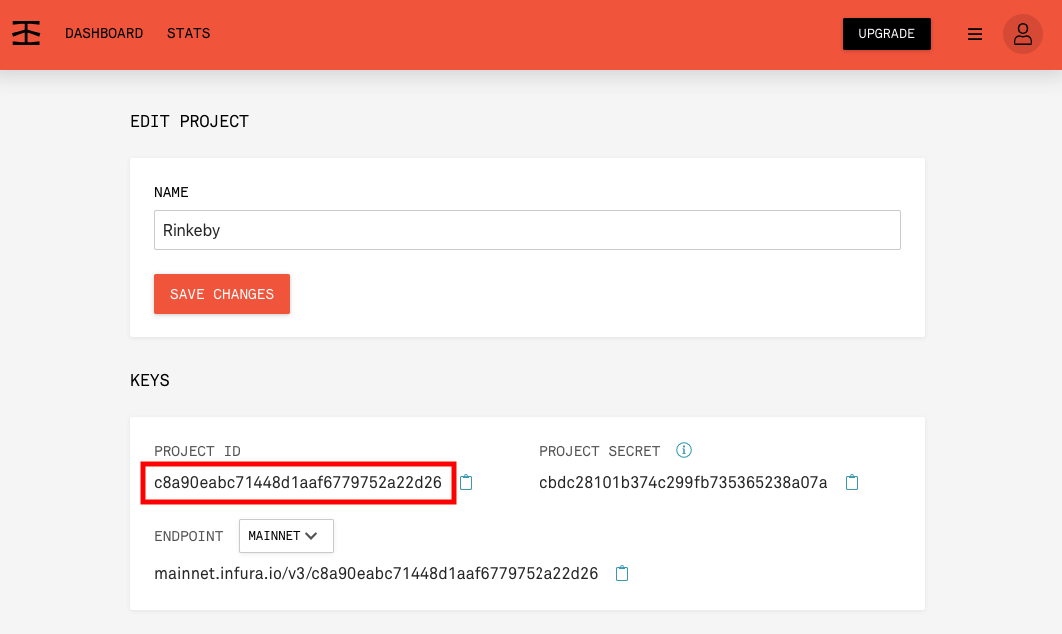 DASHBOARD STATS UPGRADE
EDIT PROJECT
NAME
Rinkeby
SAVE CHANGES
KEYS
PROJECT ID PROJECT SECRET
c8a90eabc71448d1aaf6779752a22d26 cbdc28101b374c299fb735365238a07a
ENDPOINT MAINNET
mainnet.infura.io/v3/c8a90eabc71448d1aaf6779752a22d26